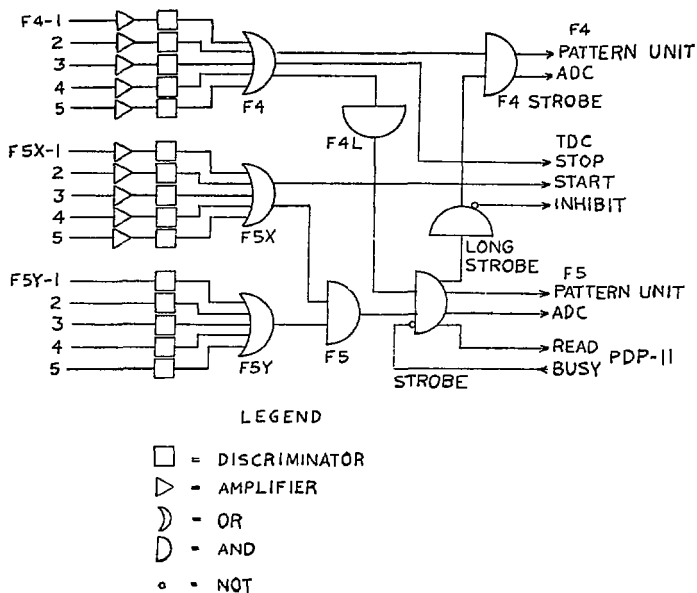 F4-1
2
3
4
5
F4
F4
PATTERN UNIT
ADC
F4 STROBE
F4L
TDC
STOP
START
INHIBIT
F5X-1
2
3
4
5
F5X
LONG
STROBE
F5Y-1
2
3
4
5
F5Y
F5
F5
PATTERN UNIT
ADC
READ
BUSY
PDP-11
STROBE
LEGEND
= DISCRIMINATOR
- AMPLIFIER
- OR
- AND
- NOT